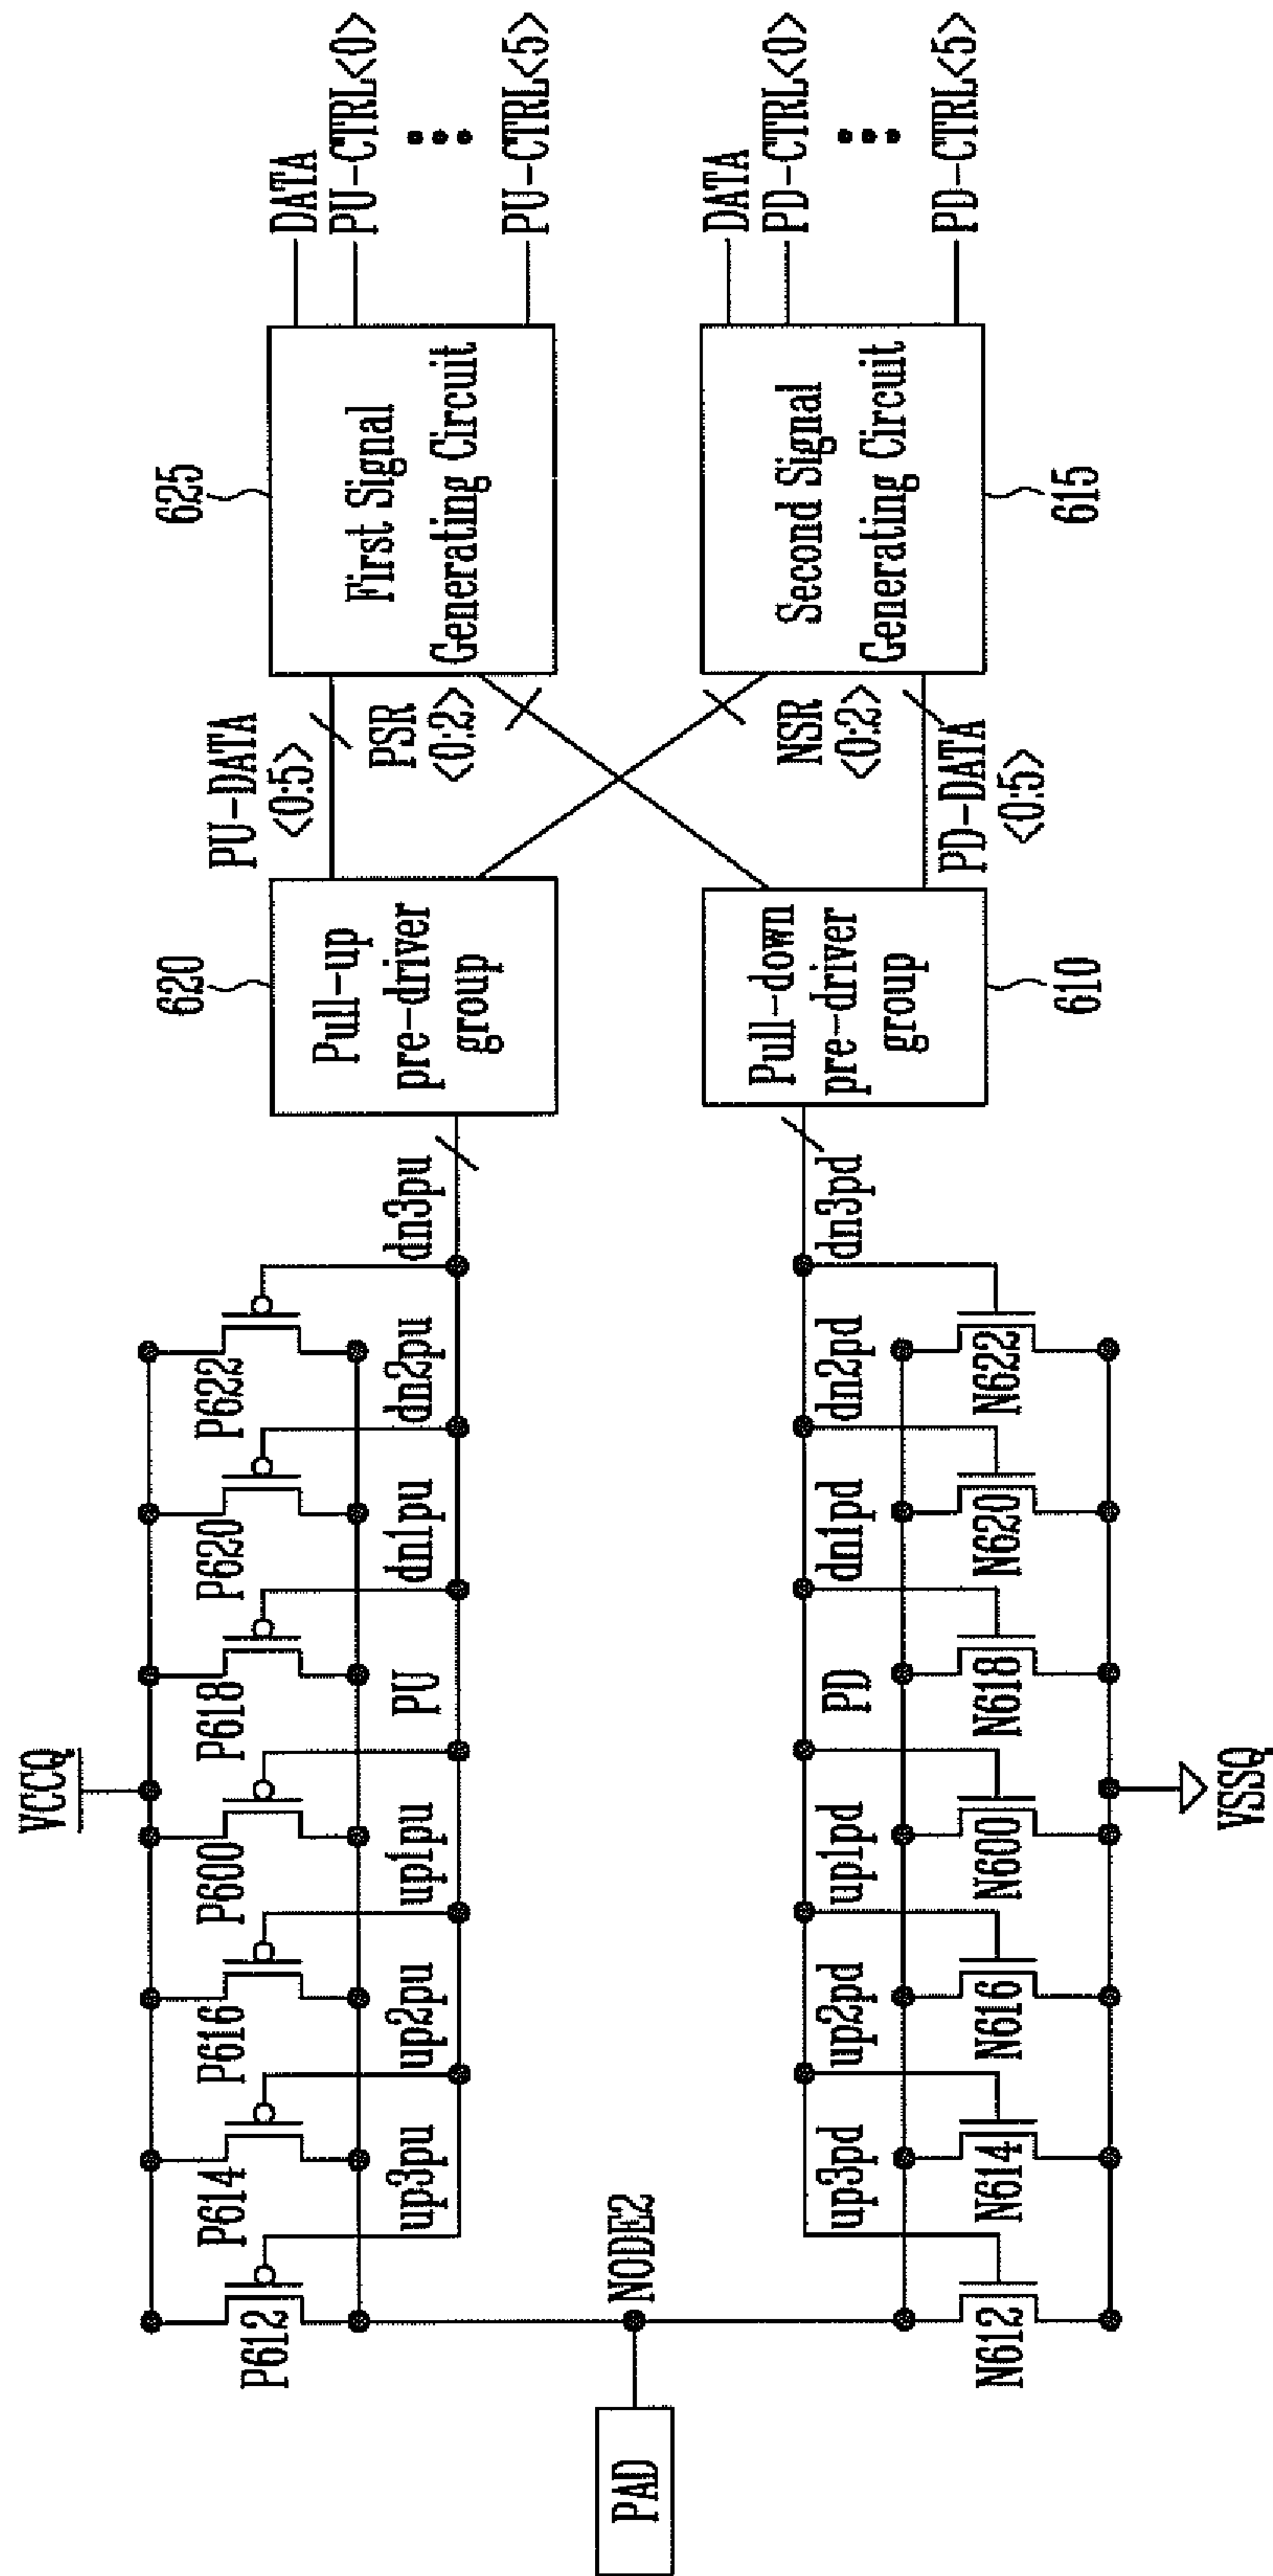 VCCQ
P612
P614
P616
P600
P618
P620
P622
up3pu
up2pu
up1pu
PU
dn1pu
dn2pu
dn3pu
620
Pull-up
pre-driver
group
PU-DATA
<0:5>
PSR
<0:2>
625
First Signal
Generating Circuit
DATA
PU-CTRL<0>
PU-CTRL<5>
PAD
NODE2
up3pd
up2pd
up1pd
PD
dn1pd
dn2pd
dn3pd
N612
N614
N616
N600
N618
N620
N622
VSSQ
Pull-down
pre-driver
group
610
NSR
<0:2>
PD-DATA
<0:5>
Second Signal
Generating Circuit
615
DATA
PD-CTRL<0>
PD-CTRL<5>